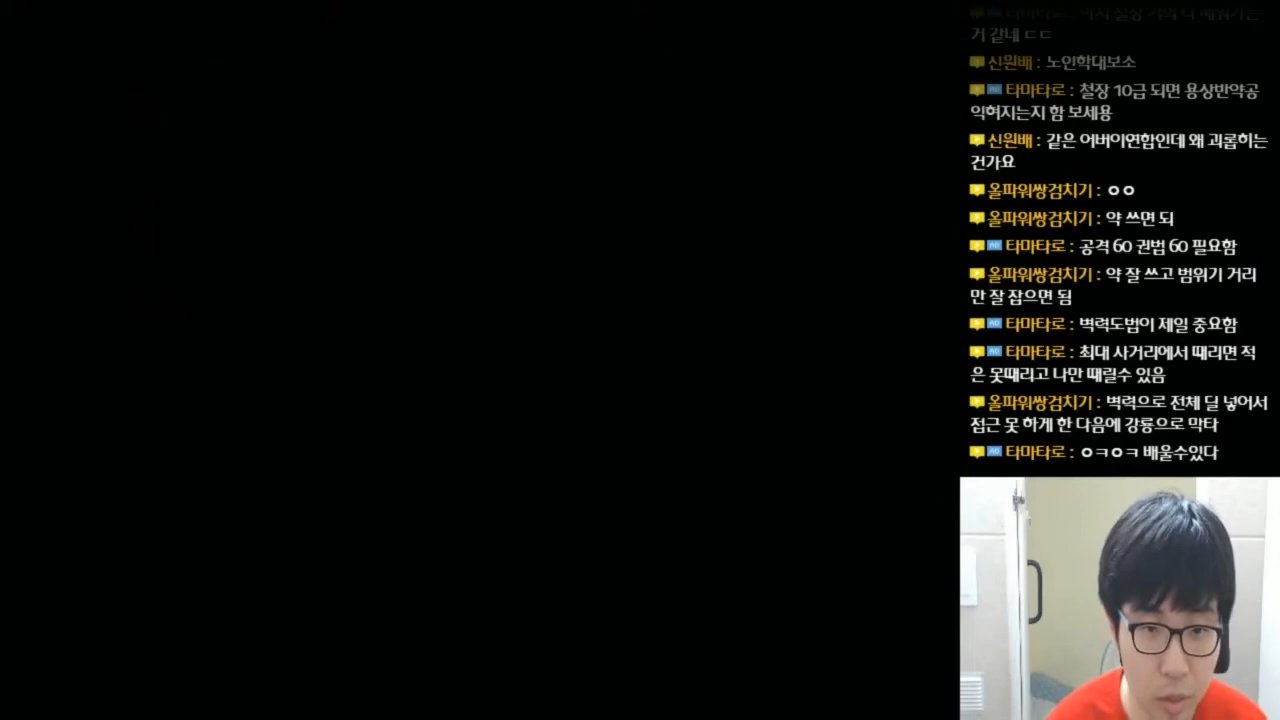 거 같네 ㄷㄷ
신원배 : 노인학대보소
타마타로 : 철장 10급 되면 용상반약공
익혀지는지 함 보세용
신원배 : 같은 어버이연합인데 왜 괴롭히는
건가요
올파워쌍검치기 : ㅇㅇ
올파워쌍검치기 : 약 쓰면 되
타마타로 : 공격 60 권법 60 필요함
올파워쌍검치기 : 약 잘 쓰고 범위기 거리
만 잘 잡으면 됨
타마타로 : 벽력도법이 제일 중요함
타마타로 : 최대 사거리에서 때리면 적
은 못때리고 나만 때릴수 있음
올파워쌍검치기 : 벽력으로 전체 딜 넣어서
접근 못 하게 한 다음에 강룡으로 막타
타마타로 : ㅇㅋㅇㅋ 배울수있다